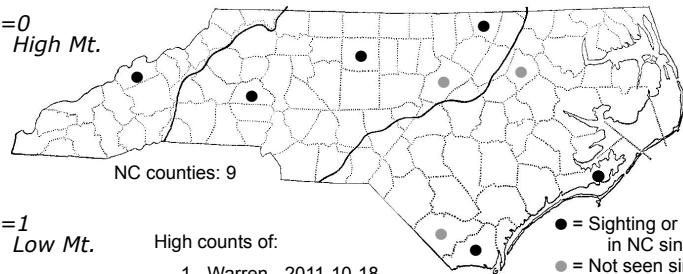 =0
High Mt.
NC counties: 9
=1
Low Mt.
High counts of:
1 - Warren - 2011-10-18
● = Sighting or
in NC sin
● = Not seen si